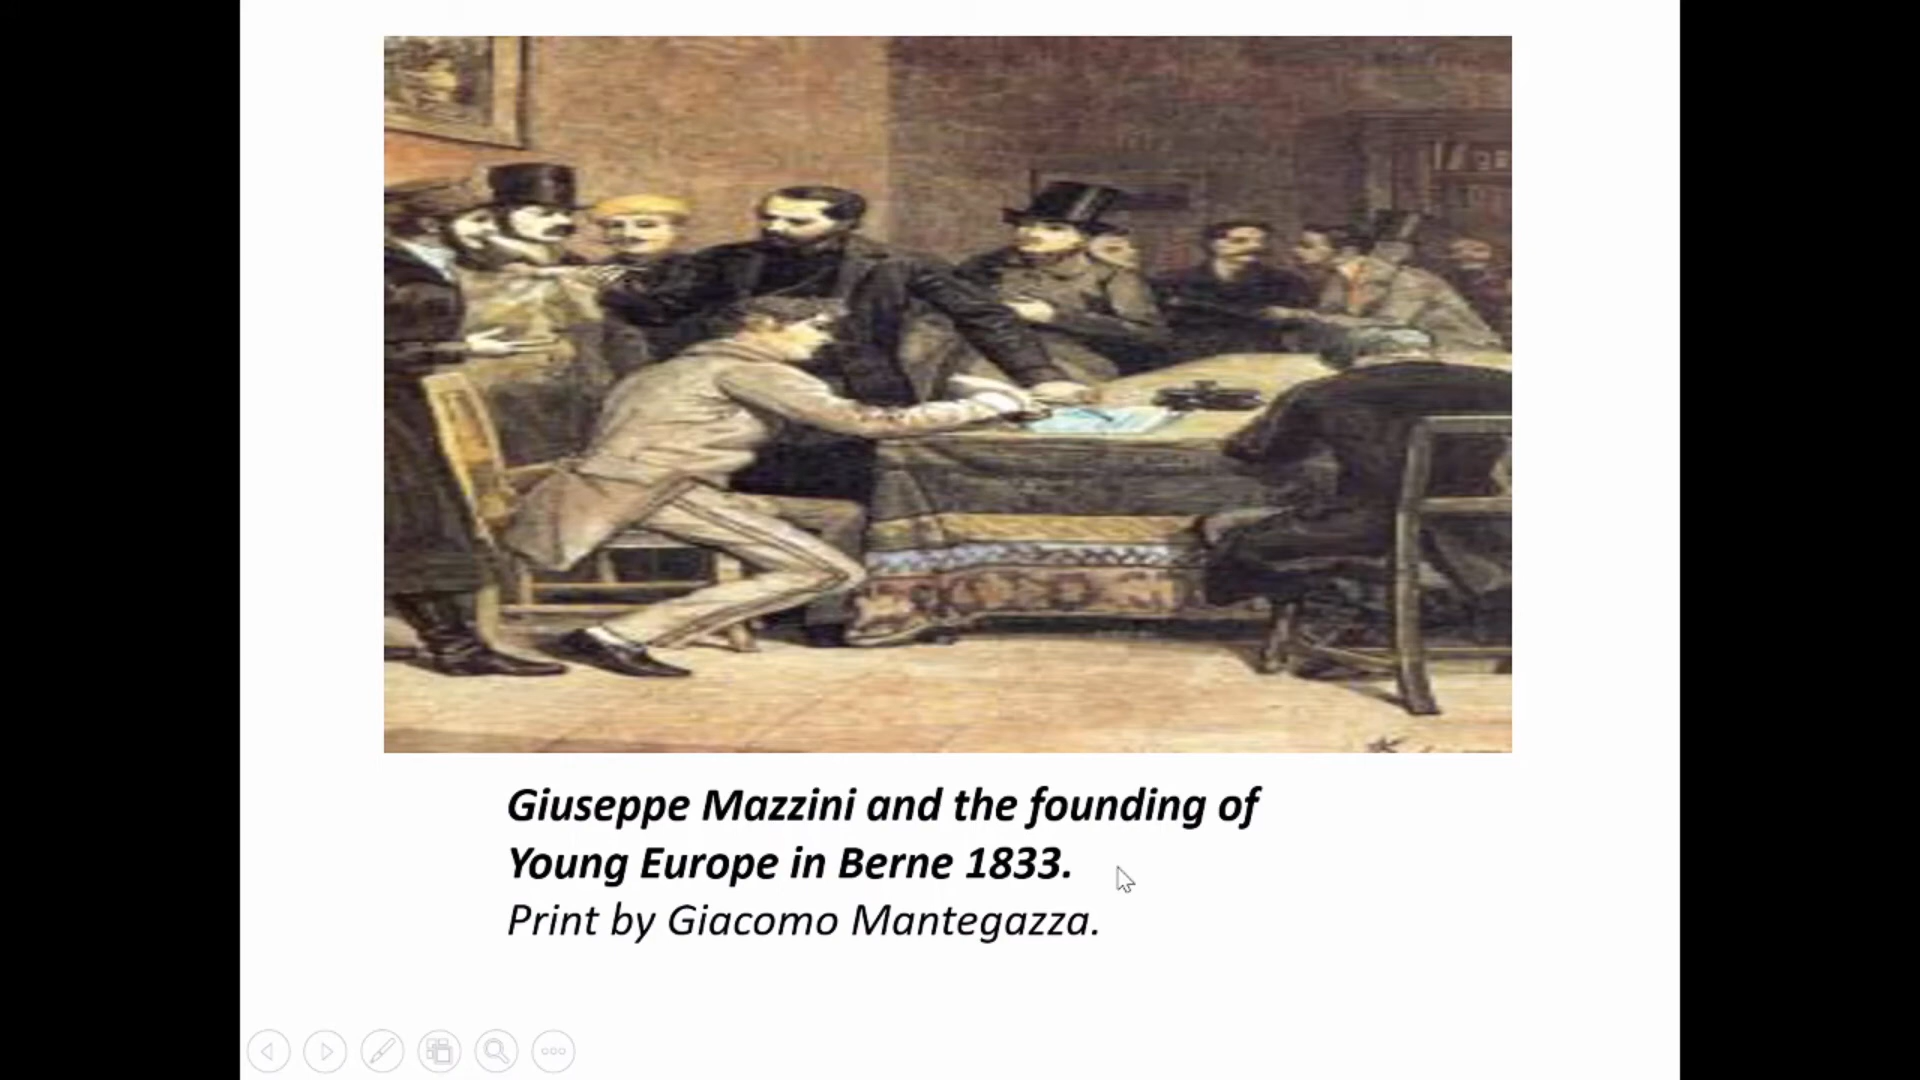 Giuseppe Mazzini and the founding of
Young Europe in Berne 1833.
Print by Giacomo Mantegazza.